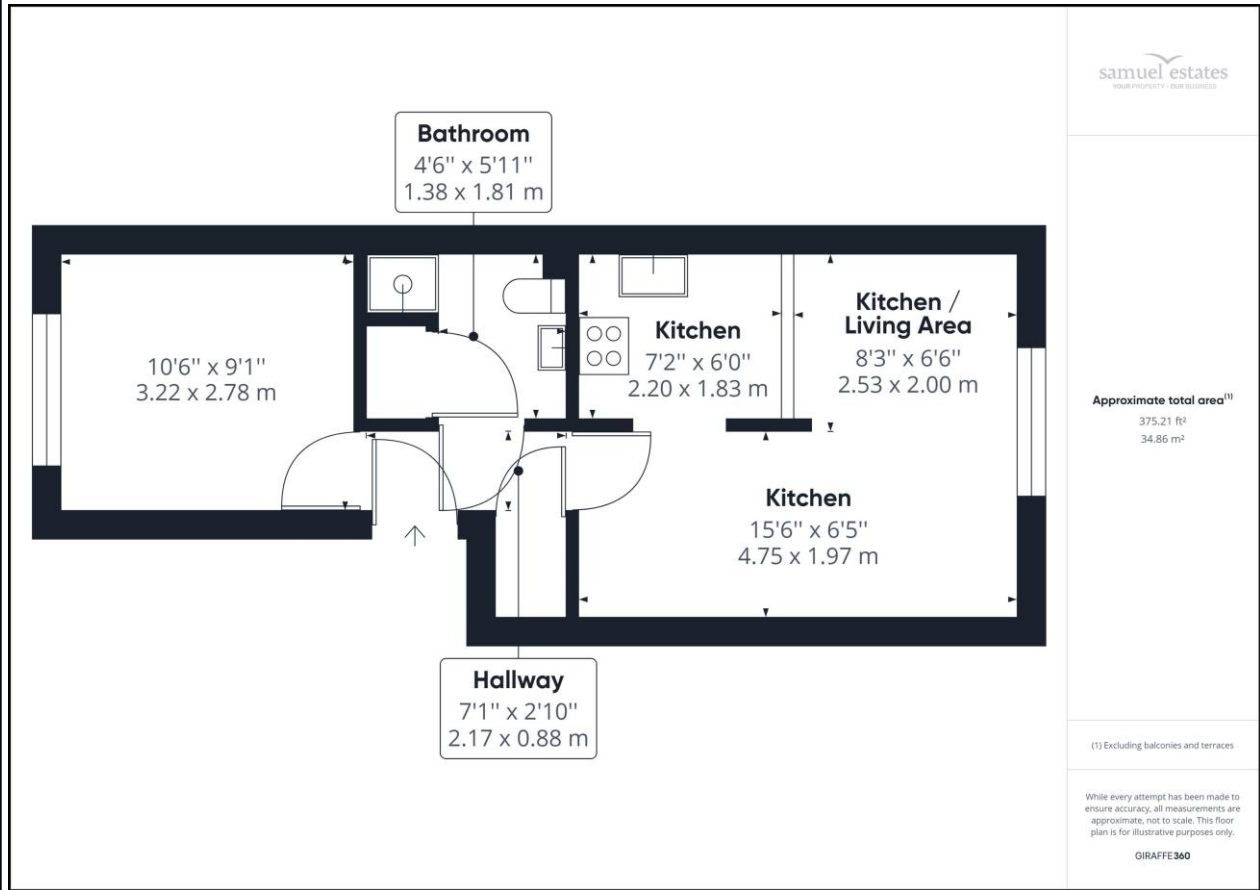 samuel estates
YOUR PROPERTY • OUR BUSINESS
Bathroom
4'6" x 5'11"
1.38 x 1.81 m
10'6" x 9'1"
3.22 x 2.78 m
Kitchen
7'2" x 6'0"
2.20 x 1.83 m
Kitchen /
Living Area
8'3" x 6'6"
2.53 x 2.00 m
Kitchen
15'6" x 6'5"
4.75 x 1.97 m
Hallway
7'1" x 2'10"
2.17 x 0.88 m
Approximate total area(1)
375.21 ft²
34.86 m²
(1) Excluding balconies and terraces
While every attempt has been made to
ensure accuracy, all measurements are
approximate, not to scale. This floor
plan is for illustrative purposes only.
GIRAFFE360